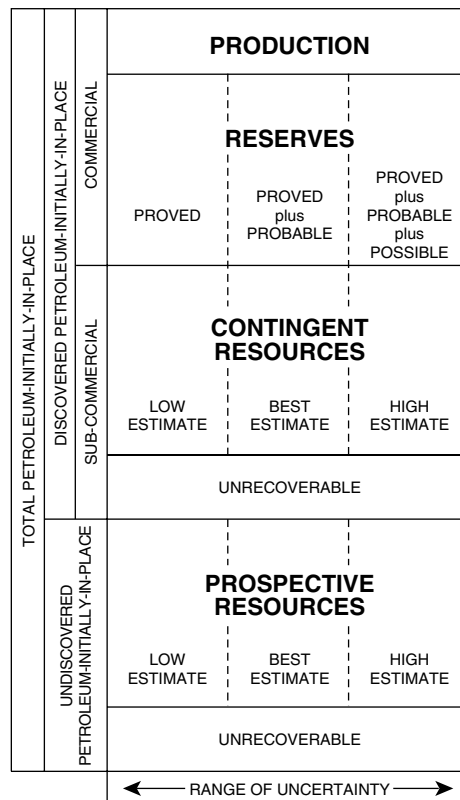 TOTAL PETROLEUM-INITIALLY-IN-PLACE
DISCOVERED PETROLEUM-INITIALLY-IN-PLACE
COMMERCIAL
PRODUCTION
RESERVES
PROVED
PROVED
plus
PROBABLE
PROVED
plus
PROBABLE
plus
POSSIBLE
SUB-COMMERCIAL
CONTINGENT
RESOURCES
LOW
ESTIMATE
BEST
ESTIMATE
HIGH
ESTIMATE
UNRECOVERABLE
UNDISCOVERED
PETROLEUM-INITIALLY-IN-PLACE
PROSPECTIVE
RESOURCES
LOW
ESTIMATE
BEST
ESTIMATE
HIGH
ESTIMATE
UNRECOVERABLE
RANGE OF UNCERTAINTY